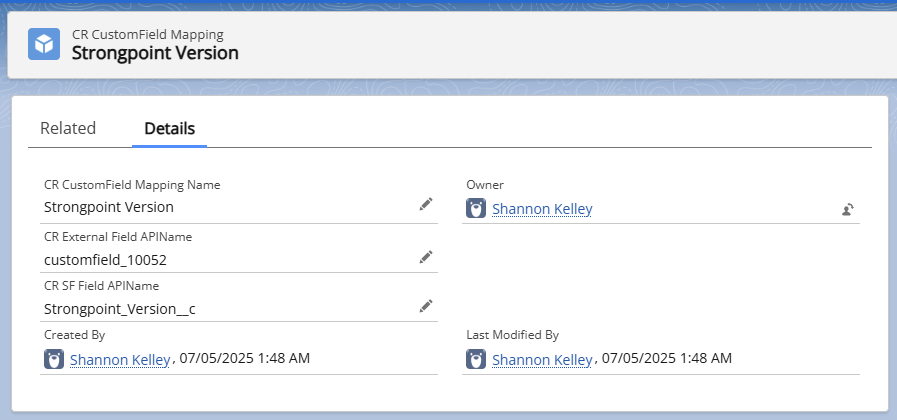 CR CustomField Mapping
Strongpoint Version
Related Details
CR CustomField Mapping Name
Strongpoint Version
Owner
Shannon Kelley
CR External Field APIName
customfield_10052
CR SF Field APIName
Strongpoint_Version__c
Created By
Shannon Kelley, 07/05/2025 1:48 AM
Last Modified By
Shannon Kelley, 07/05/2025 1:48 AM